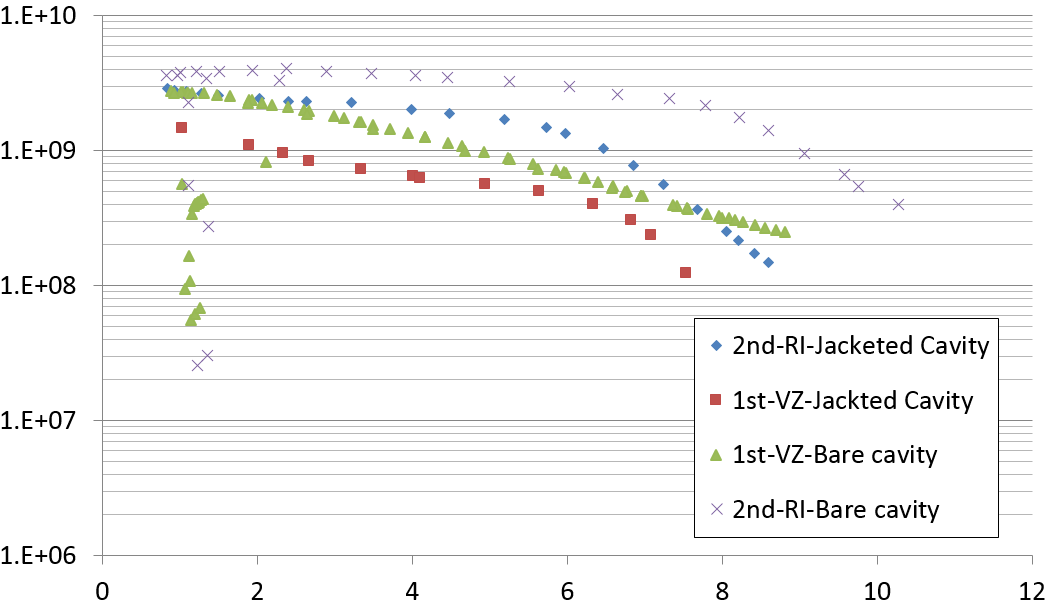 1.E+10
1.E+09
1.E+08
1.E+07
1.E+06
0 2 4 6 8 10 12
2nd-RI-Jacketed Cavity
1st-VZ-Jackted Cavity
1st-VZ-Bare cavity
2nd-RI-Bare cavity